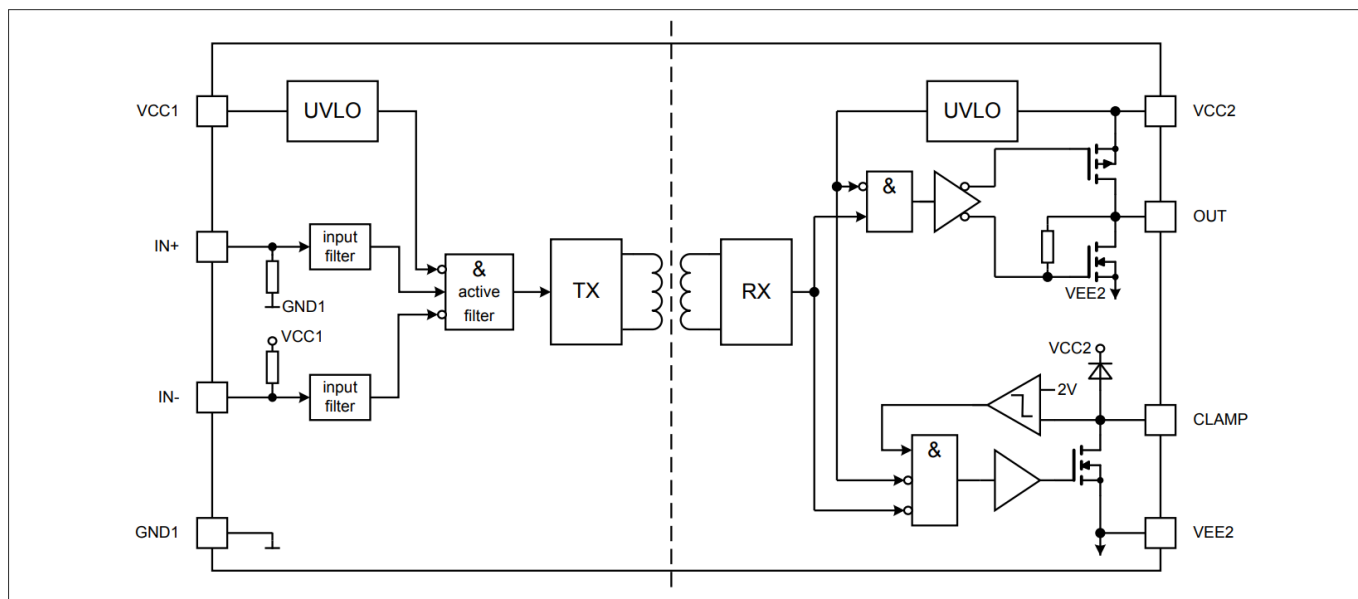 VCC1
UVLO
UVLO
VCC2
&
IN+
input
filter
OUT
&
active
filter
TX
RX
GND1
VEE2
VCC1
VCC2
IN-
input
filter
2V
CLAMP
&
GND1
VEE2